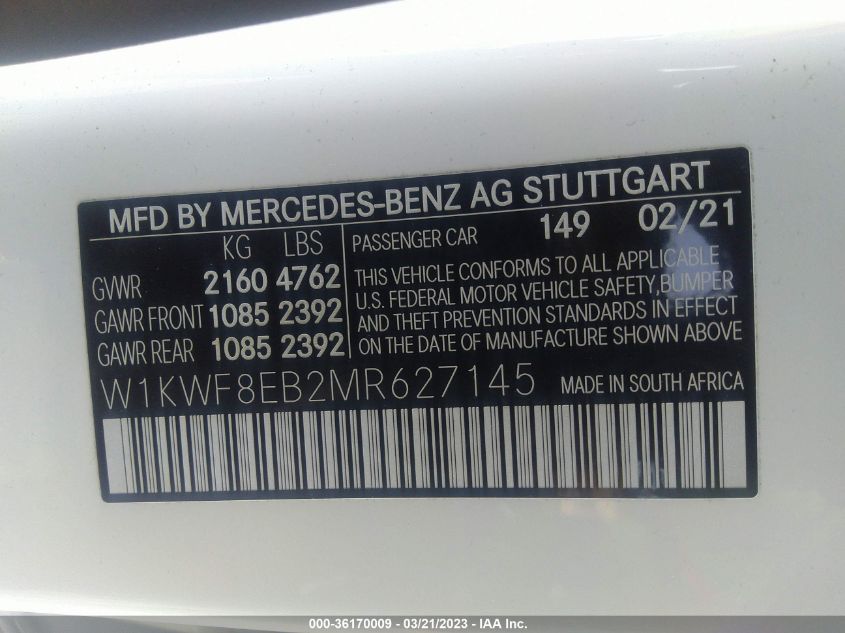 MFD BY MERCEDES-BENZ AG STUTTGART
KG LBS
GVWR 2160 4762
GAWR FRONT 1085 2392
GAWR REAR 1085 2392
PASSENGER CAR 149 02/21
THIS VEHICLE CONFORMS TO ALL APPLICABLE
U.S. FEDERAL MOTOR VEHICLE SAFETY, BUMPER
AND THEFT PREVENTION STANDARDS IN EFFECT
ON THE DATE OF MANUFACTURE SHOWN ABOVE
W1KWF8EB2MR627145 MADE IN SOUTH AFRICA
000-36170009 - 03/21/2023 - IAA Inc.